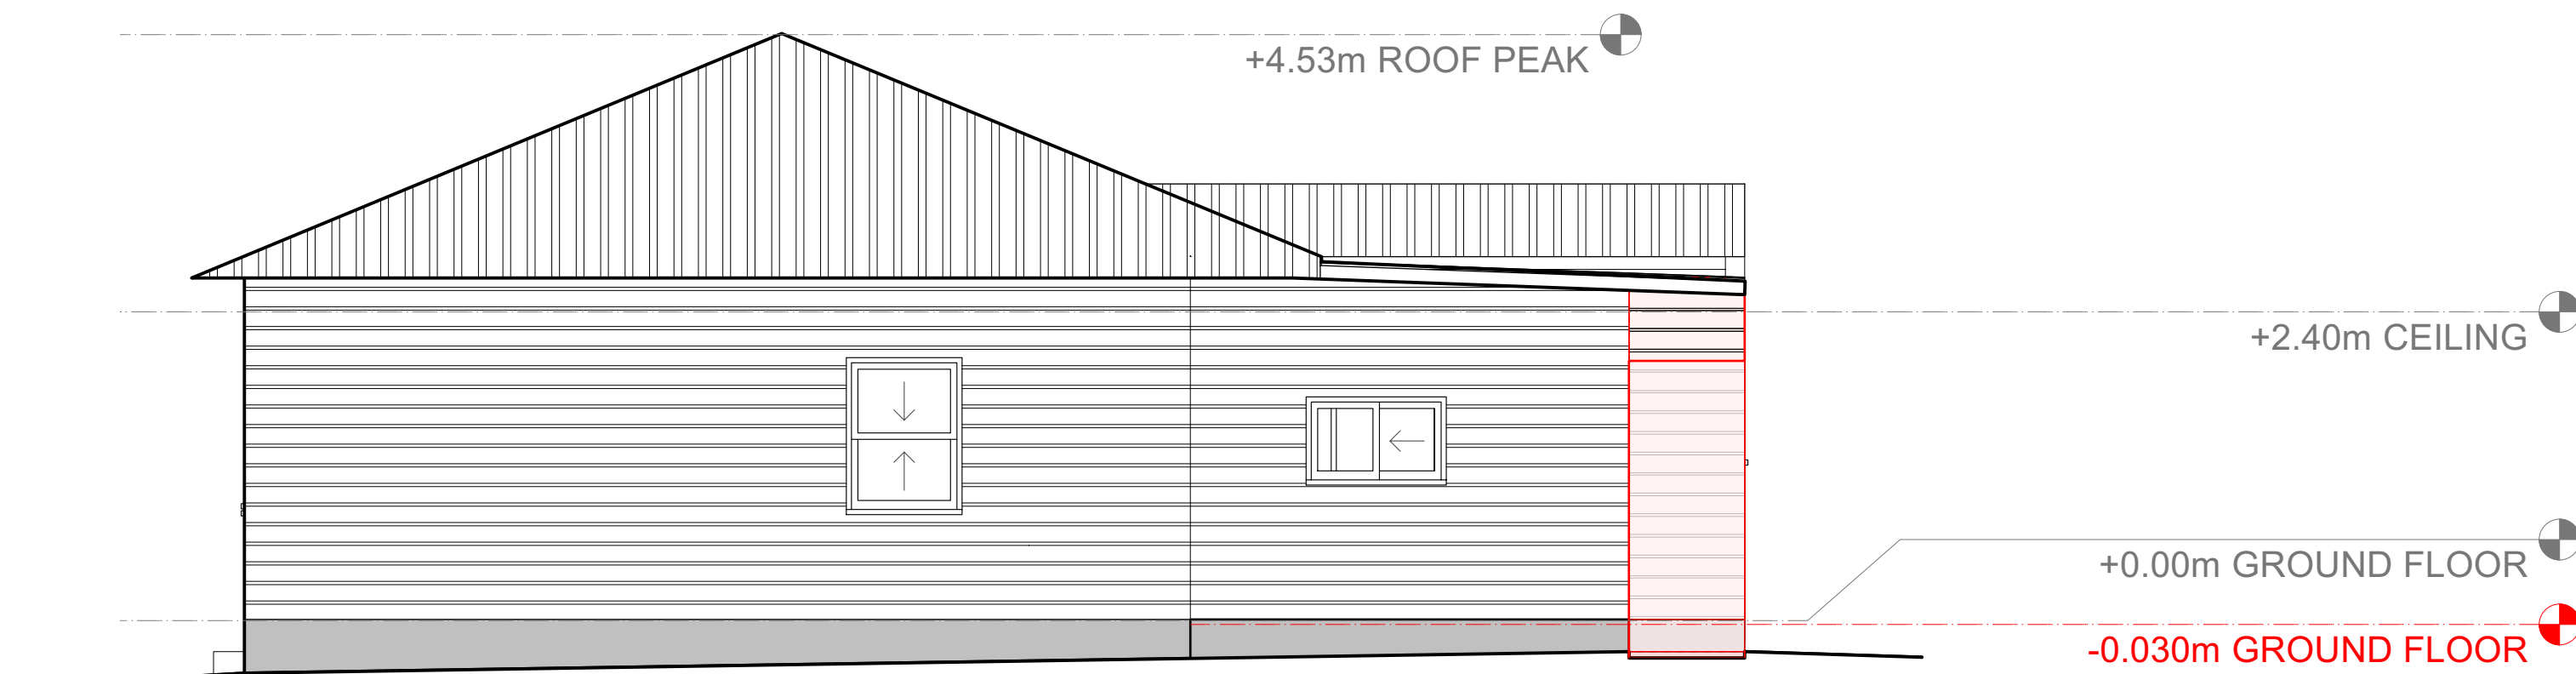 +4.53m ROOF PEAK
+2.40m CEILING
+0.00m GROUND FLOOR
-0.030m GROUND FLOOR